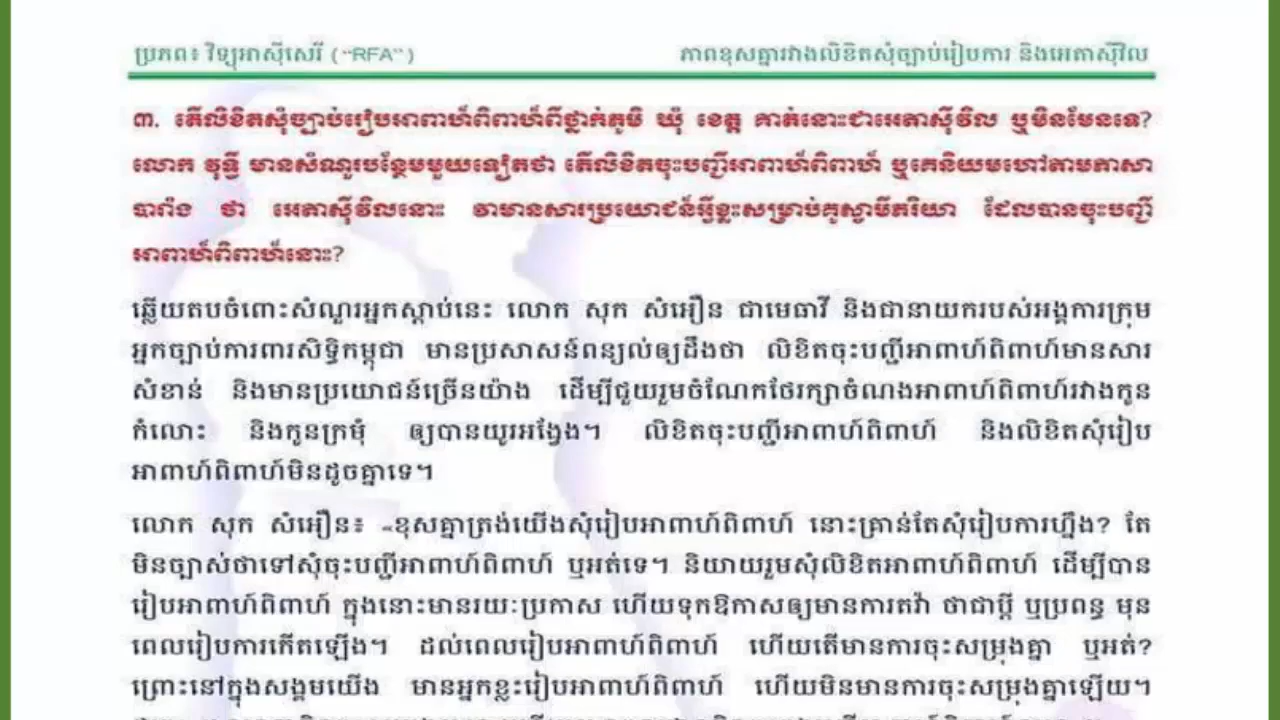 ប្រភព៖ វិទ្យុអាស៊ីសេរី (“RFA”) ភាពខុសគ្នារវាងលិខិតសុំច្បាប់រៀបការ និងអេតាស៊ីវិល
៣. តើលិខិតសុំច្បាប់រៀបអាពាហ៍ពិពាហ៍ពីថ្នាក់ភូមិ ឃុំ ខេត្ត គាត់នោះជាអេតាស៊ីវិល ឬមិនមែនទេ?
លោក វុទ្ធី មានសំណួរបន្ថែមមួយទៀតថា តើលិខិតចុះបញ្ជីអាពាហ៍ពិពាហ៍ ឬគេនិយមហៅតាមភាសា
បារាំង ថា អេតាស៊ីវិលនោះ វាមានសារប្រយោជន៍អ្វីខ្លះសម្រាប់គូស្វាមីភរិយា ដែលបានចុះបញ្ជី
អាពាហ៍ពិពាហ៍នោះ?
ឆ្លើយតបចំពោះសំណួរអ្នកស្ដាប់នេះ លោក សុក សំអឿន ជាមេធាវី និងជានាយករបស់អង្គការក្រុម
អ្នកច្បាប់ការពារសិទ្ធិកម្ពុជា មានប្រសាសន៍ពន្យល់ឲ្យដឹងថា លិខិតចុះបញ្ជីអាពាហ៍ពិពាហ៍មានសារ
សំខាន់ និងមានប្រយោជន៍ច្រើនយ៉ាង ដើម្បីជួយរួមចំណែកថែរក្សាចំណងអាពាហ៍ពិពាហ៍រវាងកូន
កំលោះ និងកូនក្រមុំ ឲ្យបានយូរអង្វែង។ លិខិតចុះបញ្ជីអាពាហ៍ពិពាហ៍ និងលិខិតសុំរៀប
អាពាហ៍ពិពាហ៍មិនដូចគ្នាទេ។
លោក សុក សំអឿន៖ «ខុសគ្នាត្រង់យើងសុំរៀបអាពាហ៍ពិពាហ៍ នោះគ្រាន់តែសុំរៀបការហ្នឹង? តែ
មិនច្បាស់ថាទៅសុំចុះបញ្ជីអាពាហ៍ពិពាហ៍ ឬអត់ទេ។ និយាយរួមសុំលិខិតអាពាហ៍ពិពាហ៍ ដើម្បីបាន
រៀបអាពាហ៍ពិពាហ៍ ក្នុងនោះមានរយៈប្រកាស ហើយទុកឱកាសឲ្យមានការតវ៉ា ថាជាប្ដី ឬប្រពន្ធ មុន
ពេលរៀបការកើតឡើង។ ដល់ពេលរៀបអាពាហ៍ពិពាហ៍ ហើយតើមានការចុះសម្រុងគ្នា ឬអត់?
ព្រោះនៅក្នុងសង្គមយើង មានអ្នកខ្លះរៀបអាពាហ៍ពិពាហ៍ ហើយមិនមានការចុះសម្រុងគ្នាឡើយ។